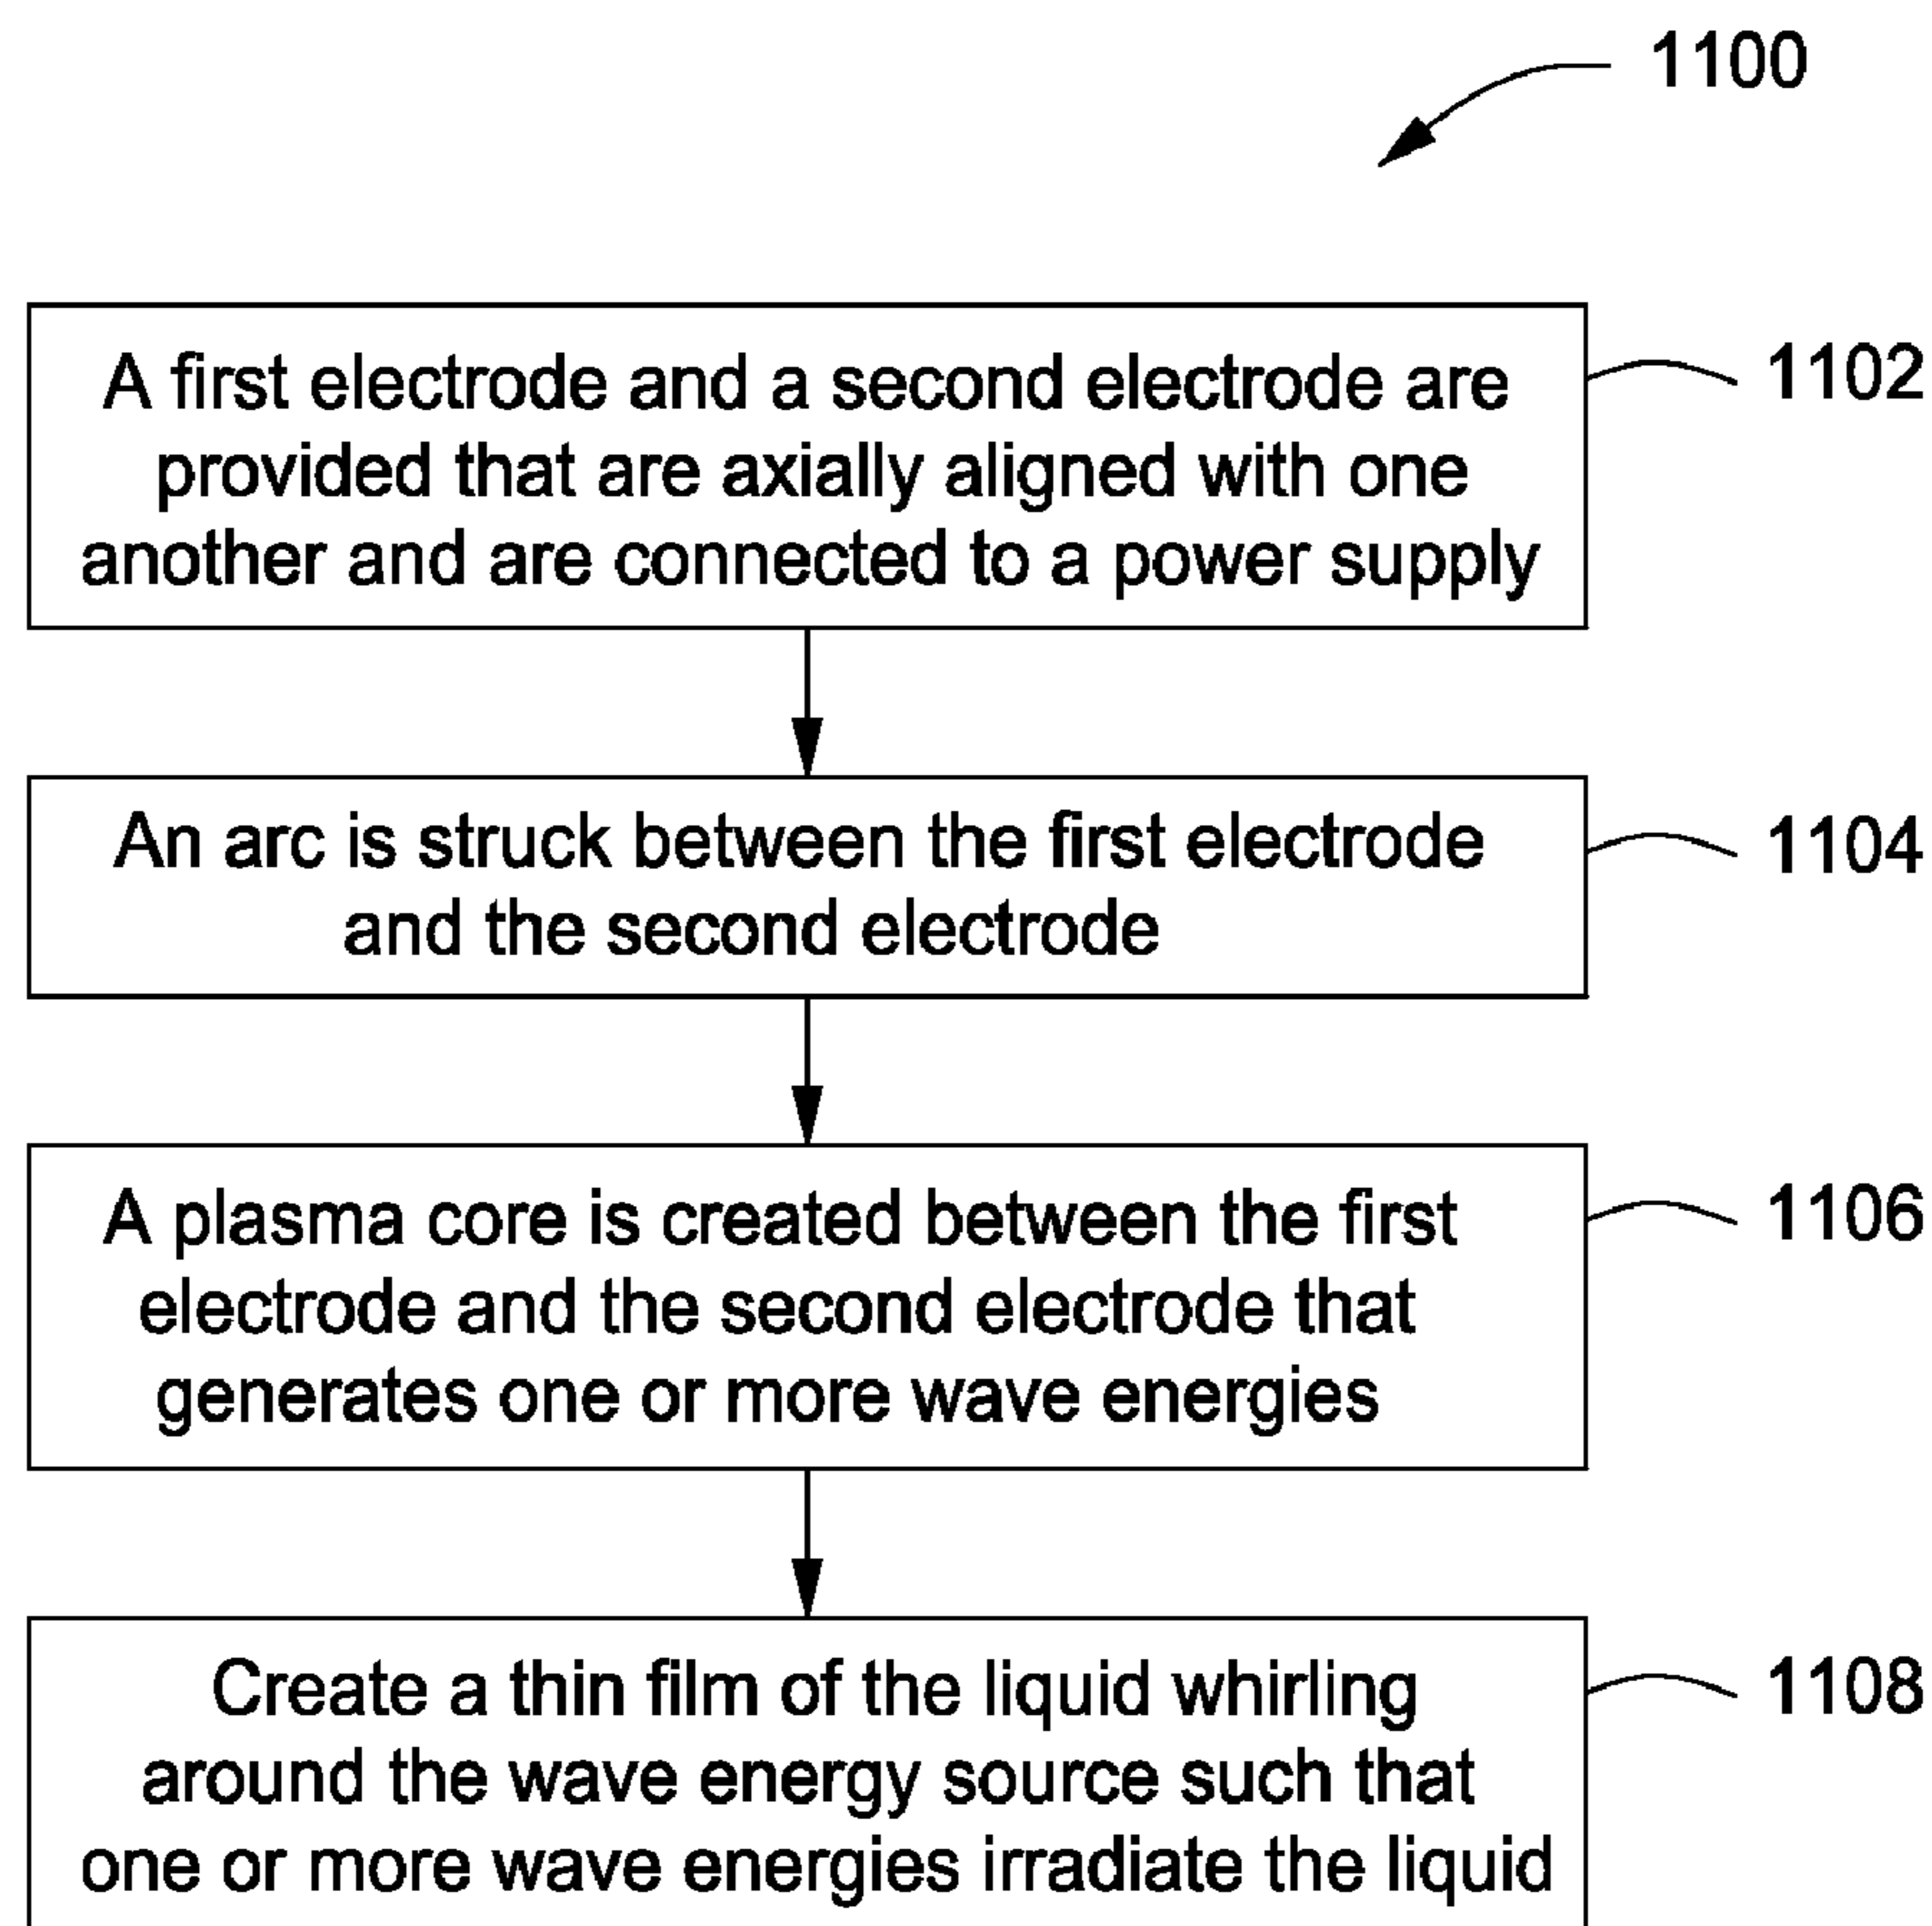 1100
A first electrode and a second electrode are
provided that are axially aligned with one
another and are connected to a power supply
1102
An arc is struck between the first electrode
and the second electrode
1104
A plasma core is created between the first
electrode and the second electrode that
generates one or more wave energies
1106
Create a thin film of the liquid whirling
around the wave energy source such that
one or more wave energies irradiate the liquid
1108